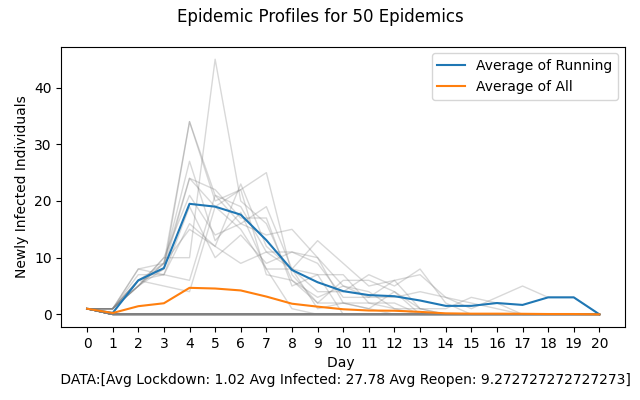 Epidemic Profiles for 50 Epidemics
Average of Running
Average of All
Newly Infected Individuals
40
30
20
10
0
0 1 2 3 4 5 6 7 8 9 10 11 12 13 14 15 16 17 18 19 20
Day
DATA:[Avg Lockdown: 1.02 Avg Infected: 27.78 Avg Reopen: 9.272727272727273]